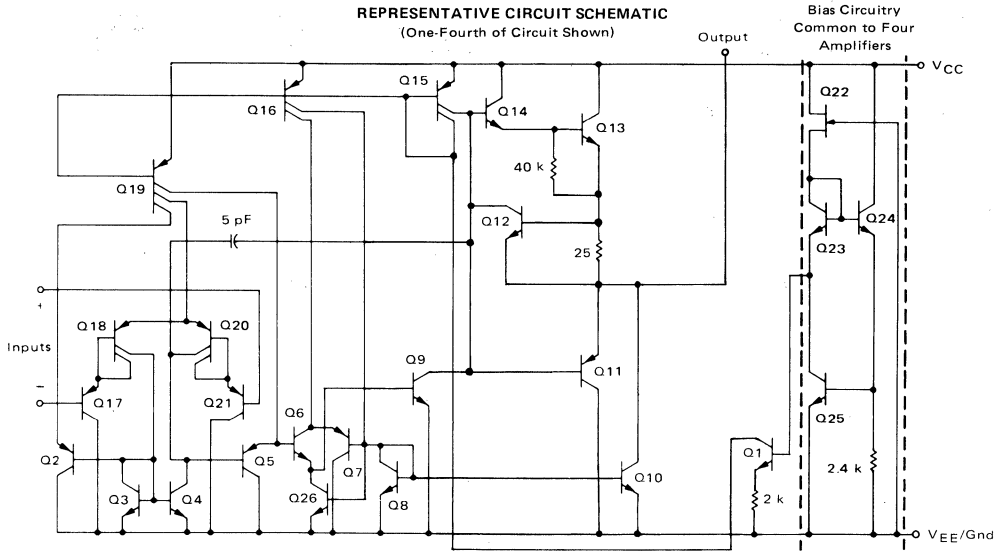 REPRESENTATIVE CIRCUIT SCHEMATIC
(One-Fourth of Circuit Shown)
Bias Circuitry
Common to Four
Amplifiers
Output
VCC
Q15
Q22
Q16
Q14
Q13
40 k
Q19
Q12
Q24
5 pF
Q23
25
+
Q18
Q20
Inputs
Q9
Q11
−
Q17
Q21
Q25
Q6
Q2
Q5
Q7
Q1
2.4 k
Q3
Q4
Q26
Q8
Q10
2 k
VEE/Gnd